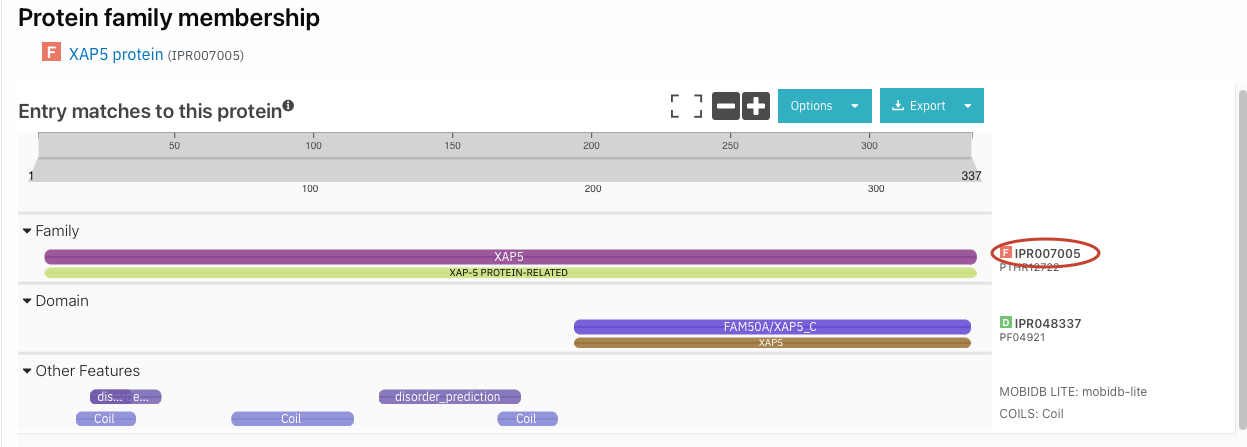 Protein family membership
F XAP5 protein (IPR007005)
Entry matches to this protein
Options
Export
50 100 150 200 250 300
1 337
100 200 300
Family
XAP5
XAP-5 PROTEIN-RELATED
F IPR007005
PTHR12722
Domain
FAM50A/XAP5_C
XAP5
D IPR048337
PF04921
Other Features
dis... e... disorder_prediction
Coil Coil Coil
MOBIDB LITE: mobidb-lite
COILS: Coil